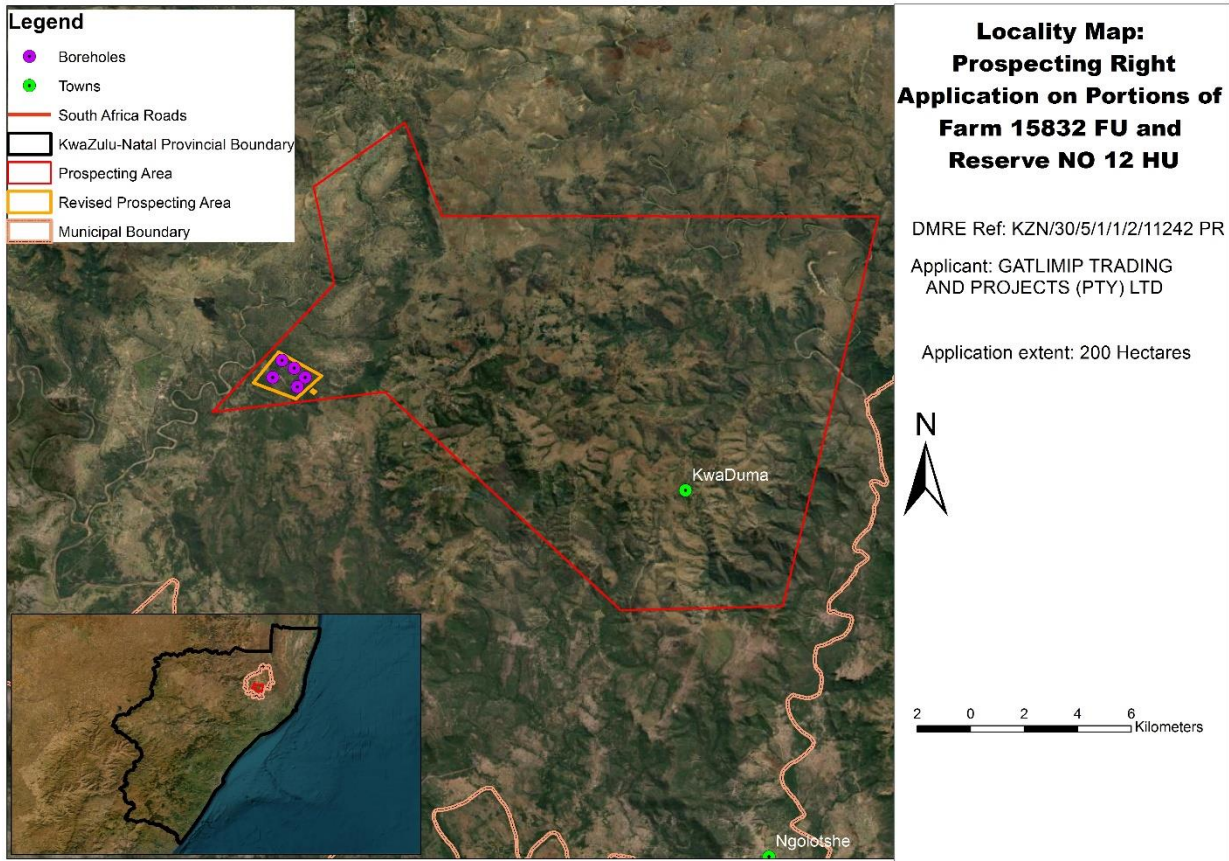 Legend
Boreholes
Towns
South Africa Roads
KwaZulu-Natal Provincial Boundary
Prospecting Area
Revised Prospecting Area
Municipal Boundary
KwaDuma
Ngolotshe
Locality Map:
Prospecting Right
Application on Portions of
Farm 15832 FU and
Reserve NO 12 HU
DMRE Ref: KZN/30/5/1/1/2/11242 PR
Applicant: GATLIMIP TRADING
AND PROJECTS (PTY) LTD
Application extent: 200 Hectares
N
2 0 2 4 6
Kilometers